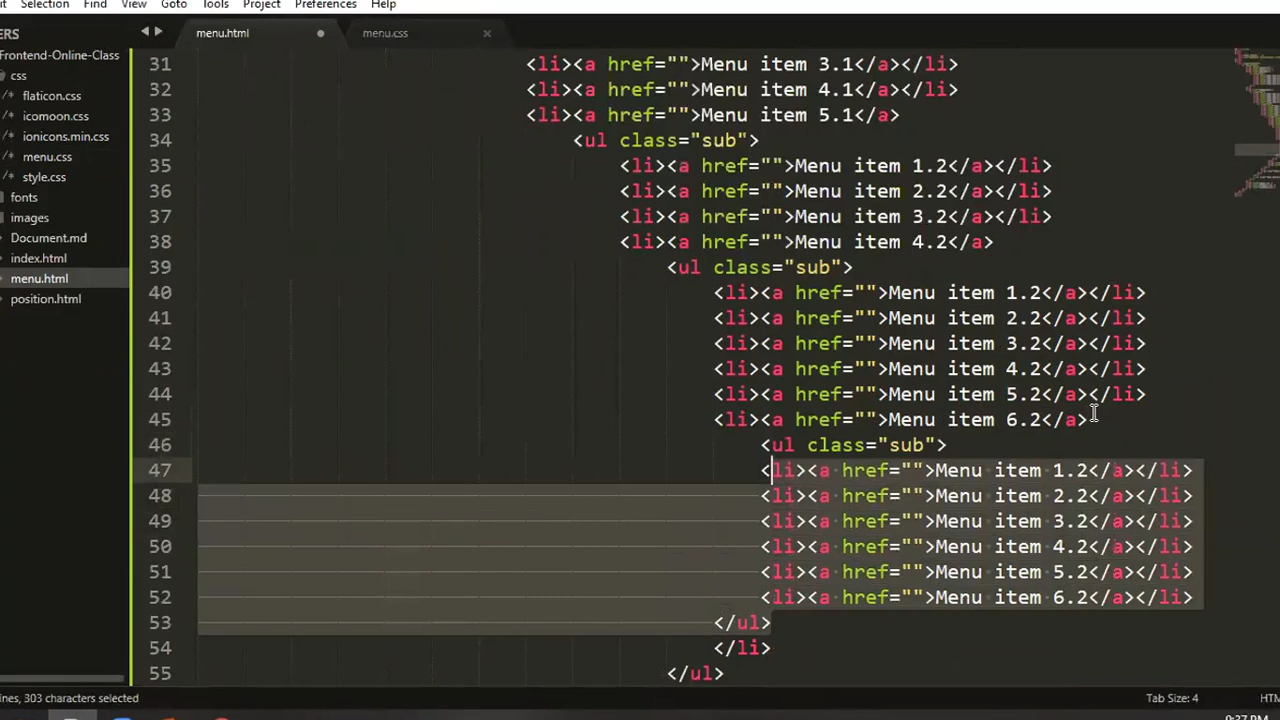 Selection Find View Goto Tools Project Preferences Help
menu.html menu.css ×
ERS
Frontend-Online-Class
css
/* flaticon.css
/* icomoon.css
/* ionicons.min.css
/* menu.css
/* style.css
fonts
images
Document.md
index.html
menu.html
position.html
31 <li><a href="">Menu item 3.1</a></li>
32 <li><a href="">Menu item 4.1</a></li>
33 <li><a href="">Menu item 5.1</a>
34 <ul class="sub">
35 <li><a href="">Menu item 1.2</a></li>
36 <li><a href="">Menu item 2.2</a></li>
37 <li><a href="">Menu item 3.2</a></li>
38 <li><a href="">Menu item 4.2</a>
39 <ul class="sub">
40 <li><a href="">Menu item 1.2</a></li>
41 <li><a href="">Menu item 2.2</a></li>
42 <li><a href="">Menu item 3.2</a></li>
43 <li><a href="">Menu item 4.2</a></li>
44 <li><a href="">Menu item 5.2</a></li>
45 <li><a href="">Menu item 6.2</a>
46 <ul class="sub">
47 <li><a href="">Menu item 1.2</a></li>
48 <li><a href="">Menu item 2.2</a></li>
49 <li><a href="">Menu item 3.2</a></li>
50 <li><a href="">Menu item 4.2</a></li>
51 <li><a href="">Menu item 5.2</a></li>
52 <li><a href="">Menu item 6.2</a></li>
53 </ul>
54 </li>
55 </ul>
ines, 303 characters selected Tab Size: 4 HTM